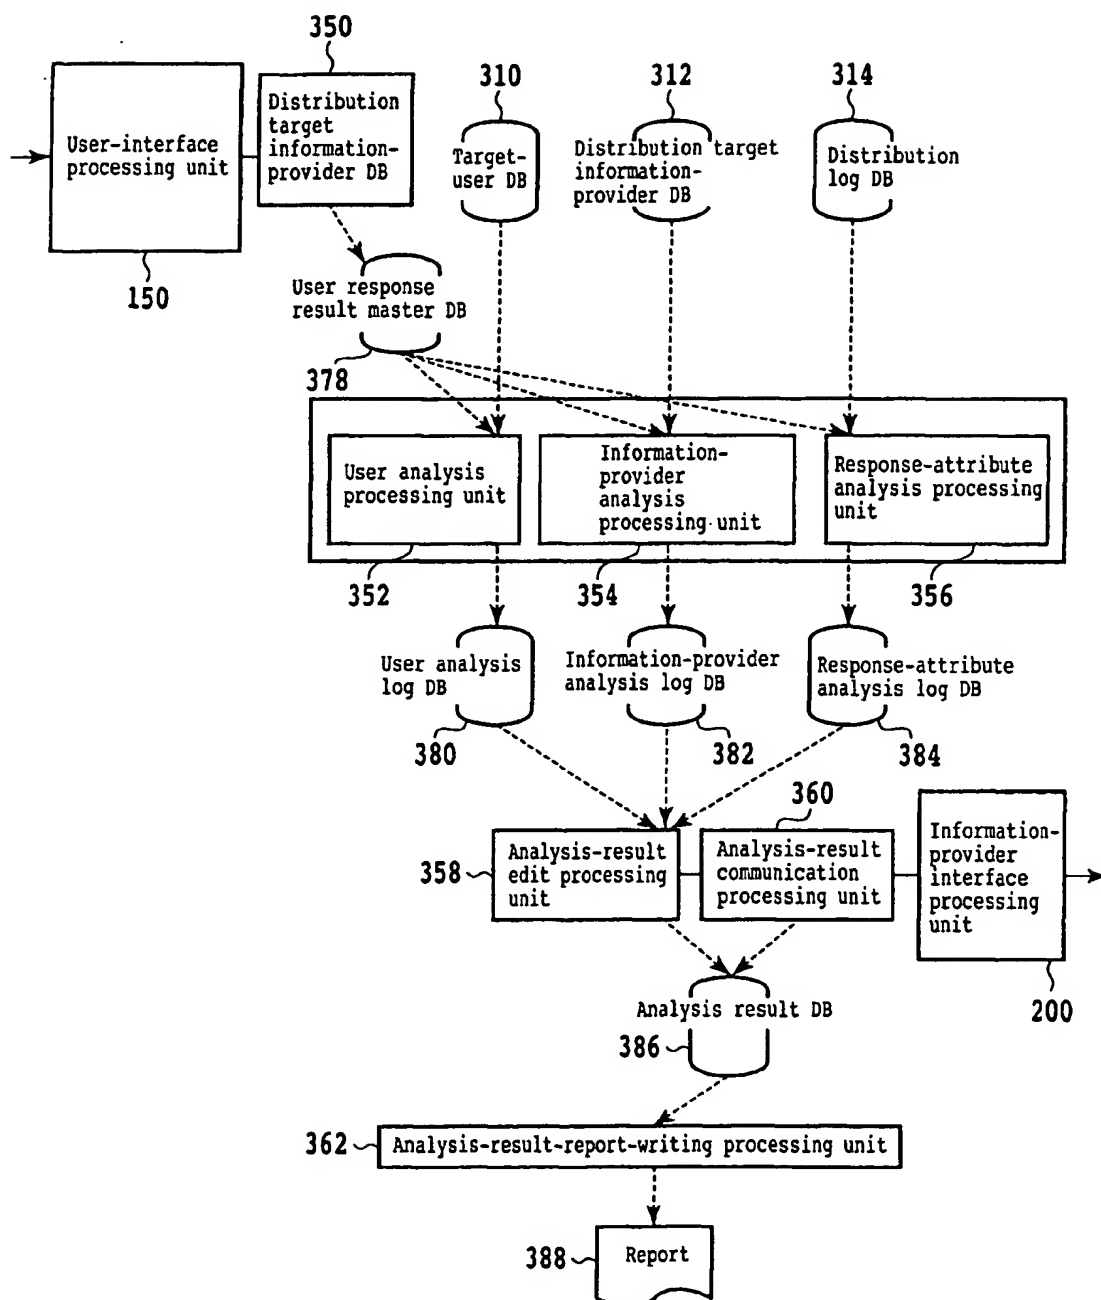 350
310
312
314
User-interface
processing unit
Distribution
target
information-
provider DB
Target-
user DB
Distribution target
information-
provider DB
Distribution
log DB
150
User response
result master DB
378
User analysis
processing unit
Information-
provider
analysis
processing unit
Response-attribute
analysis processing
unit
352
354
356
User analysis
log DB
Information-provider
analysis log DB
Response-attribute
analysis log DB
380
382
384
360
358
Analysis-result
edit processing
unit
Analysis-result
communication
processing unit
Information-
provider
interface
processing
unit
200
Analysis result DB
386
362
Analysis-result-report-writing processing unit
388
Report